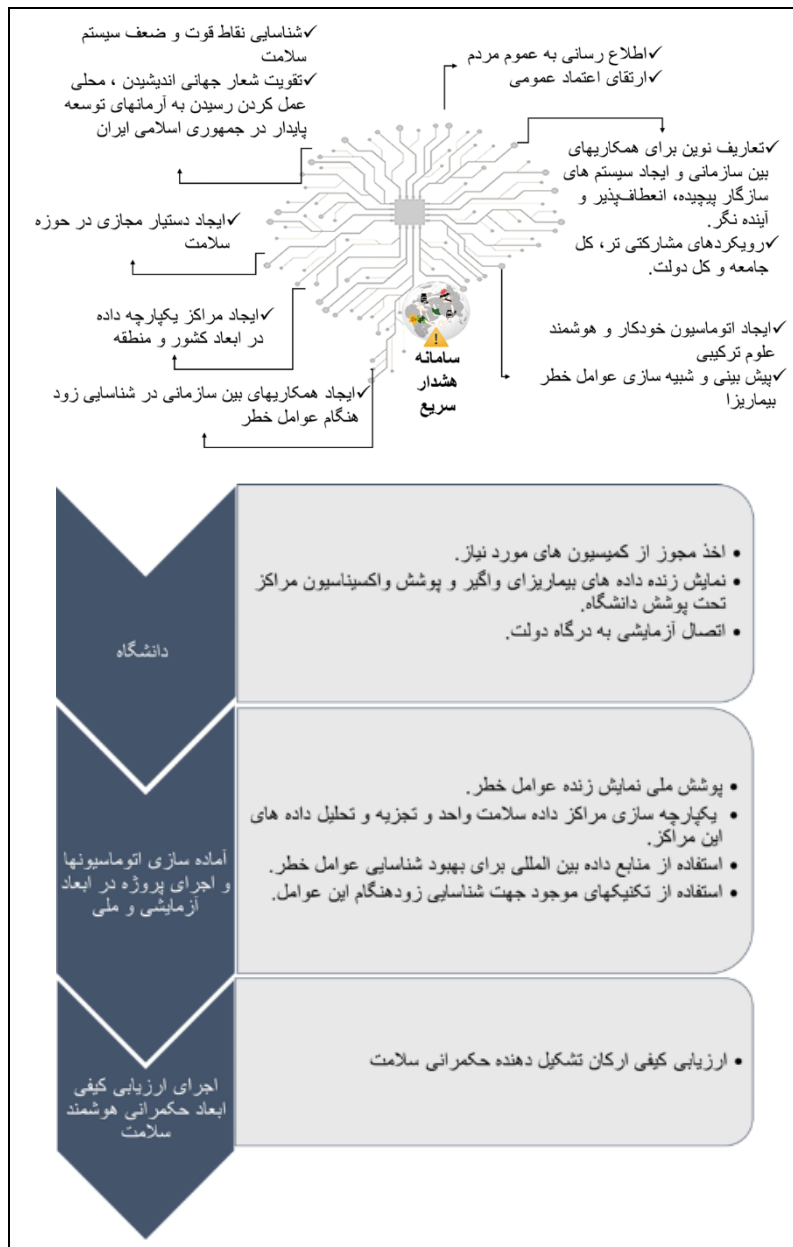 ✓اطلاع رسانی به عموم مردم
✓ارتقای اعتماد عمومی
✓تعاریف نوین برای همکاریهای
بین سازمانی و ایجاد سیستم های
سازگار پیچیده، انعطاف‌پذیر و
آینده نگر.
✓رویکردهای مشارکتی تر، کل
جامعه و کل دولت.
✓ایجاد اتوماسیون خودکار و هوشمند
علوم ترکیبی
✓پیش بینی و شبیه سازی عوامل خطر
بیماریزا
✓شناسایی نقاط قوت و ضعف سیستم
سلامت
✓تقویت شعار جهانی اندیشیدن ، محلی
عمل کردن رسیدن به آرمانهای توسعه
پایدار در جمهوری اسلامی ایران
✓ایجاد دستیار مجازی در حوزه
سلامت
✓ایجاد مراکز یکپارچه داده
در ابعاد کشور و منطقه
✓ایجاد همکاریهای بین سازمانی در شناسایی زود
هنگام عوامل خطر
سامانه
هشدار
سریع
دانشگاه
• اخذ مجوز از کمیسیون های مورد نیاز.
• نمایش زنده داده های بیماریزای واگیر و پوشش واکسیناسیون مراکز
تحت پوشش دانشگاه.
• اتصال آزمایشی به درگاه دولت.
آماده سازی اتوماسیونها
و اجرای پروژه در ابعاد
آزمایشی و ملی
• پوشش ملی نمایش زنده عوامل خطر.
• یکپارچه سازی مراکز داده سلامت واحد و تجزیه و تحلیل داده های
این مراکز.
• استفاده از منابع داده بین المللی برای بهبود شناسایی عوامل خطر.
• استفاده از تکنیکهای موجود جهت شناسایی زودهنگام این عوامل.
اجرای ارزیابی کیفی
ابعاد حکمرانی هوشمند
سلامت
• ارزیابی کیفی ارکان تشکیل دهنده حکمرانی سلامت